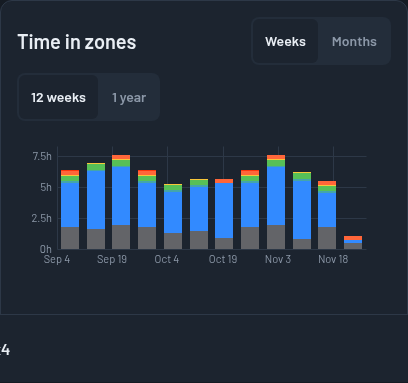 Time in zones
Weeks Months
12 weeks 1 year
7.5h
5h
2.5h
0h
Sep 4 Sep 19 Oct 4 Oct 19 Nov 3 Nov 18
4